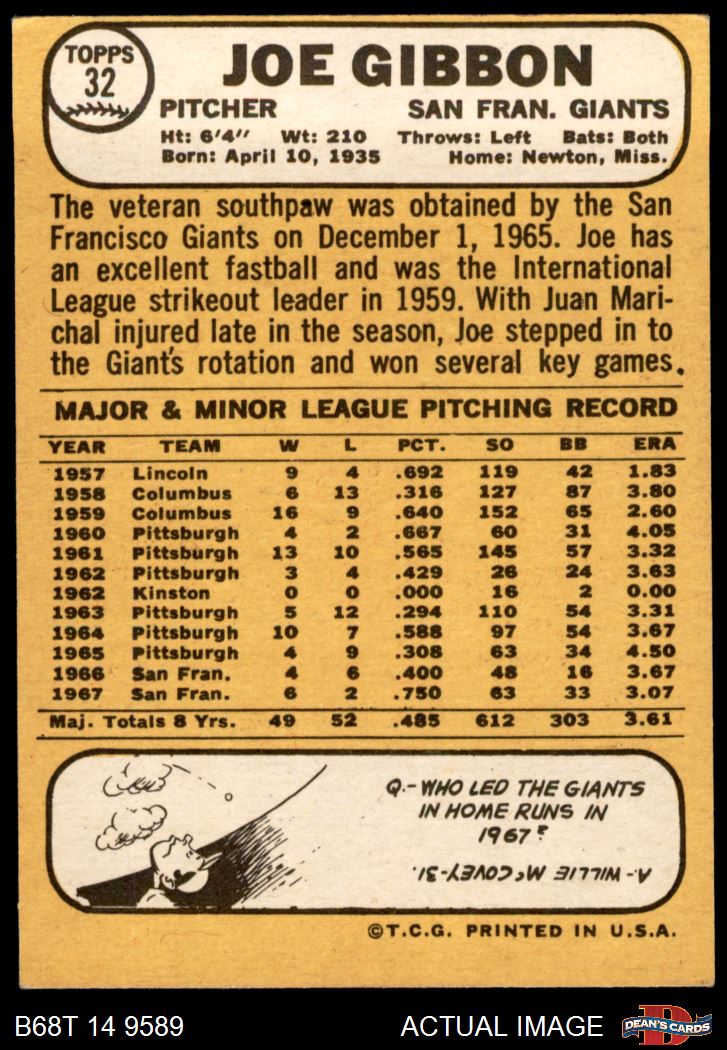 TOPPS
32
JOE GIBBON
PITCHER SAN FRAN. GIANTS
Ht: 6'4" Wt: 210 Throws: Left Bats: Both
Born: April 10, 1935 Home: Newton, Miss.
The veteran southpaw was obtained by the San
Francisco Giants on December 1, 1965. Joe has
an excellent fastball and was the International
League strikeout leader in 1959. With Juan Mari-
chal injured late in the season, Joe stepped in to
the Giant's rotation and won several key games.
MAJOR & MINOR LEAGUE PITCHING RECORD
YEAR TEAM W L PCT. SO BB ERA
1957 Lincoln 9 4 .692 119 42 1.83
1958 Columbus 6 13 .316 127 87 3.80
1959 Columbus 16 9 .640 152 65 2.60
1960 Pittsburgh 4 2 .667 60 31 4.05
1961 Pittsburgh 13 10 .565 145 57 3.32
1962 Pittsburgh 3 4 .429 26 24 3.63
1962 Kinston 0 0 .000 16 2 0.00
1963 Pittsburgh 5 12 .294 110 54 3.31
1964 Pittsburgh 10 7 .588 97 54 3.67
1965 Pittsburgh 4 9 .308 63 34 4.50
1966 San Fran. 4 6 .400 48 16 3.67
1967 San Fran. 6 2 .750 63 33 3.07
Maj. Totals 8 Yrs. 49 52 .485 612 303 3.61
Q.-WHO LED THE GIANTS
IN HOME RUNS IN
1967?
A.-WILLIE McCOVEY-31.
©T.C.G. PRINTED IN U.S.A.
B68T 14 9589 ACTUAL IMAGE DEAN'S CARDS